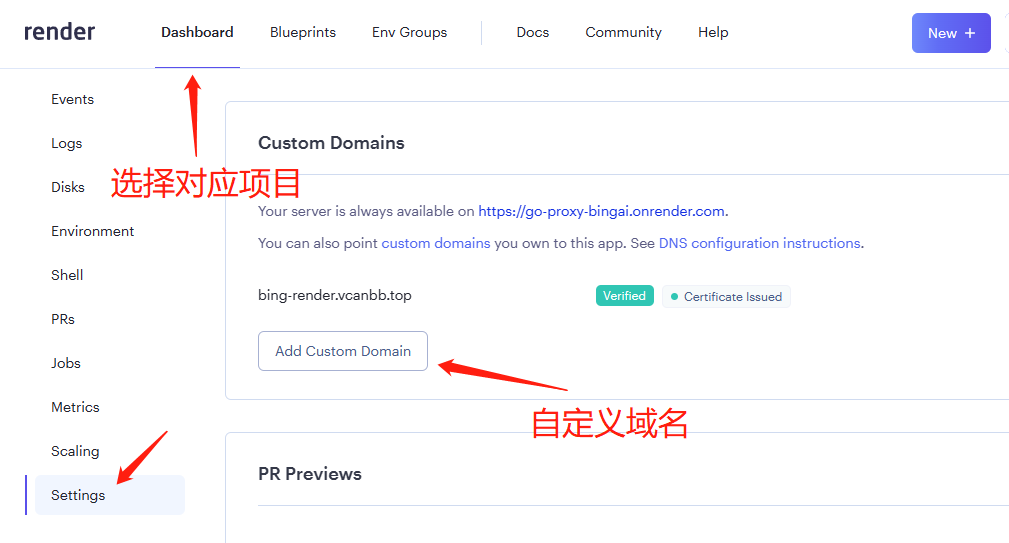 render
Dashboard
Blueprints
Env Groups
Docs
Community
Help
New +
Events
Logs
Disks
Environment
Shell
PRs
Jobs
Metrics
Scaling
Settings
选择对应项目
Custom Domains
Your server is always available on https://go-proxy-bingai.onrender.com.
You can also point custom domains you own to this app. See DNS configuration instructions.
bing-render.vcanbb.top
Verified
Certificate Issued
Add Custom Domain
自定义域名
PR Previews